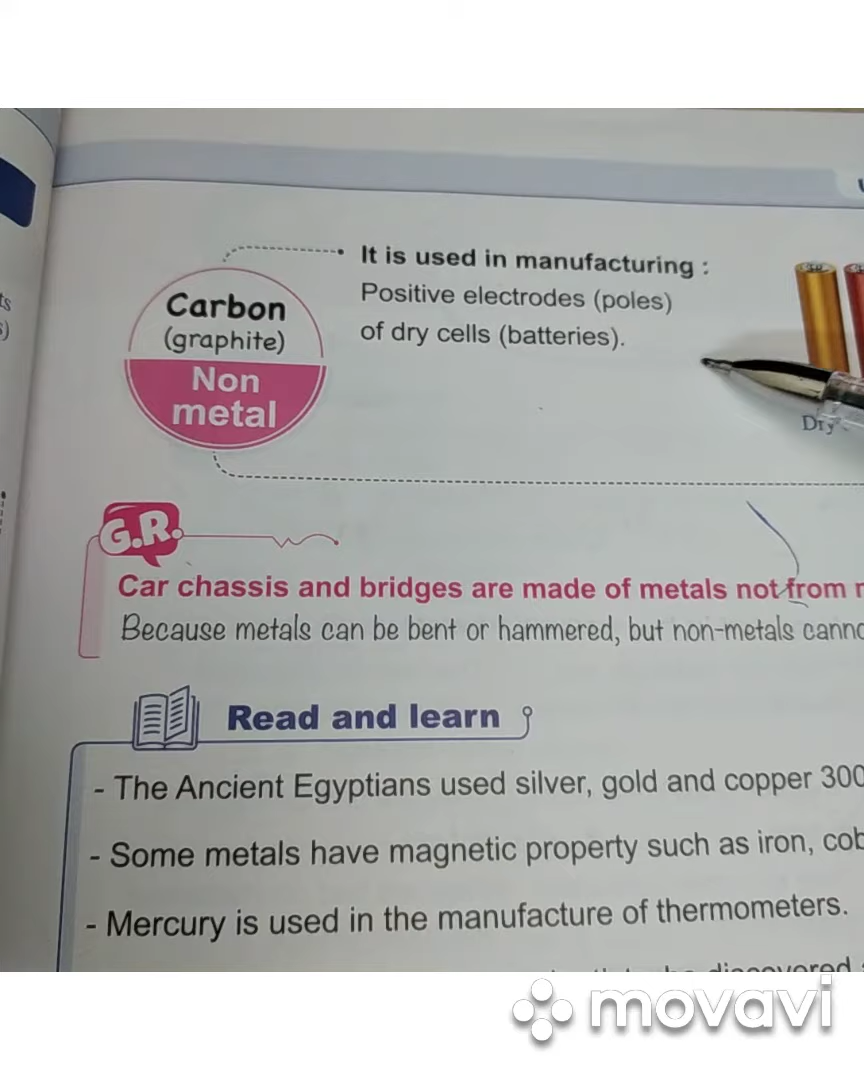 It is used in manufacturing :
Carbon
(graphite)
Non
metal
Positive electrodes (poles)
of dry cells (batteries).
Dry
G.R.
Car chassis and bridges are made of metals not from
Because metals can be bent or hammered, but non-metals
Read and learn
- The Ancient Egyptians used silver, gold and copper
- Some metals have magnetic property such as iron,
- Mercury is used in the manufacture of thermometers.
discovered
movavi